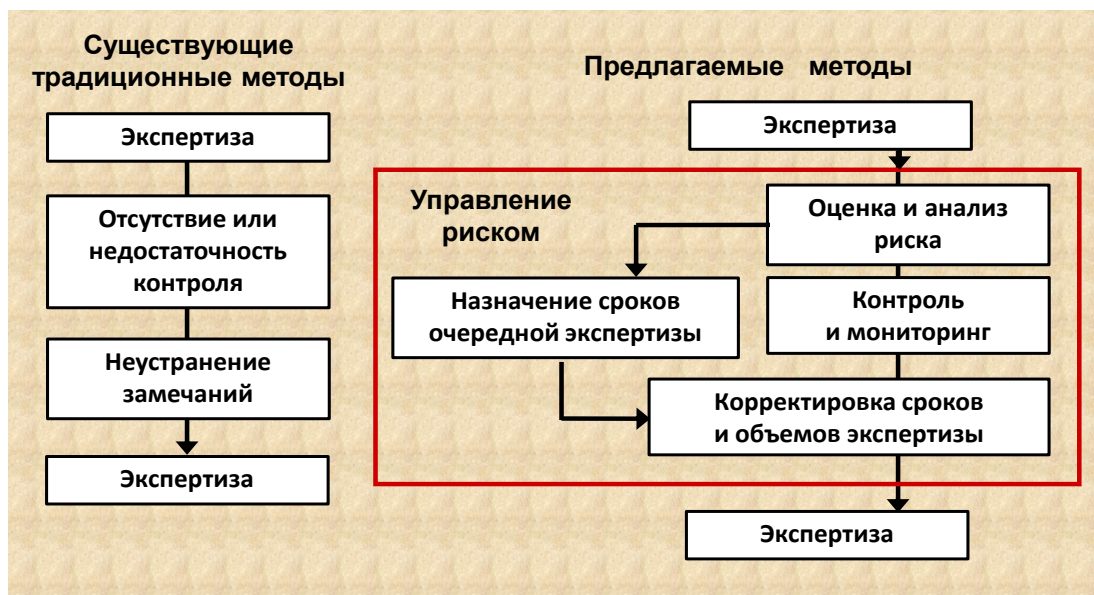 Существующие
традиционные методы
Экспертиза
Отсутствие или
недостаточность
контроля
Неустранение
замечаний
Экспертиза
Предлагаемые методы
Экспертиза
Управление
риском
Оценка и анализ
риска
Назначение сроков
очередной экспертизы
Контроль
и мониторинг
Корректировка сроков
и объемов экспертизы
Экспертиза